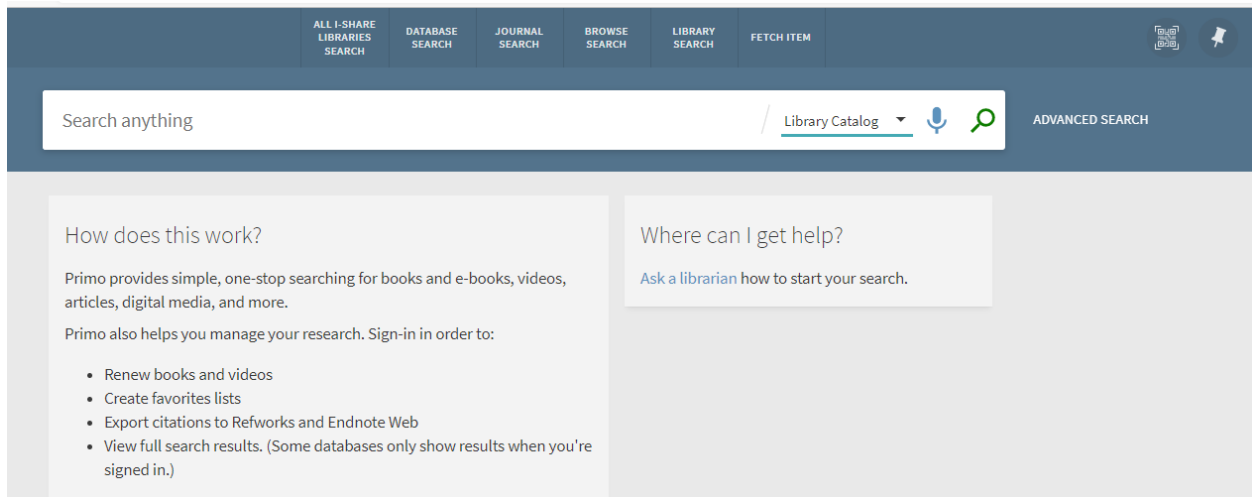 ALL I-SHARE
LIBRARIES
SEARCH
DATABASE
SEARCH
JOURNAL
SEARCH
BROWSE
SEARCH
LIBRARY
SEARCH
FETCH ITEM
Search anything
Library Catalog
ADVANCED SEARCH
How does this work?
Primo provides simple, one-stop searching for books and e-books, videos,
articles, digital media, and more.
Primo also helps you manage your research. Sign-in in order to:
• Renew books and videos
• Create favorites lists
• Export citations to Refworks and Endnote Web
• View full search results. (Some databases only show results when you're
signed in.)
Where can I get help?
Ask a librarian how to start your search.